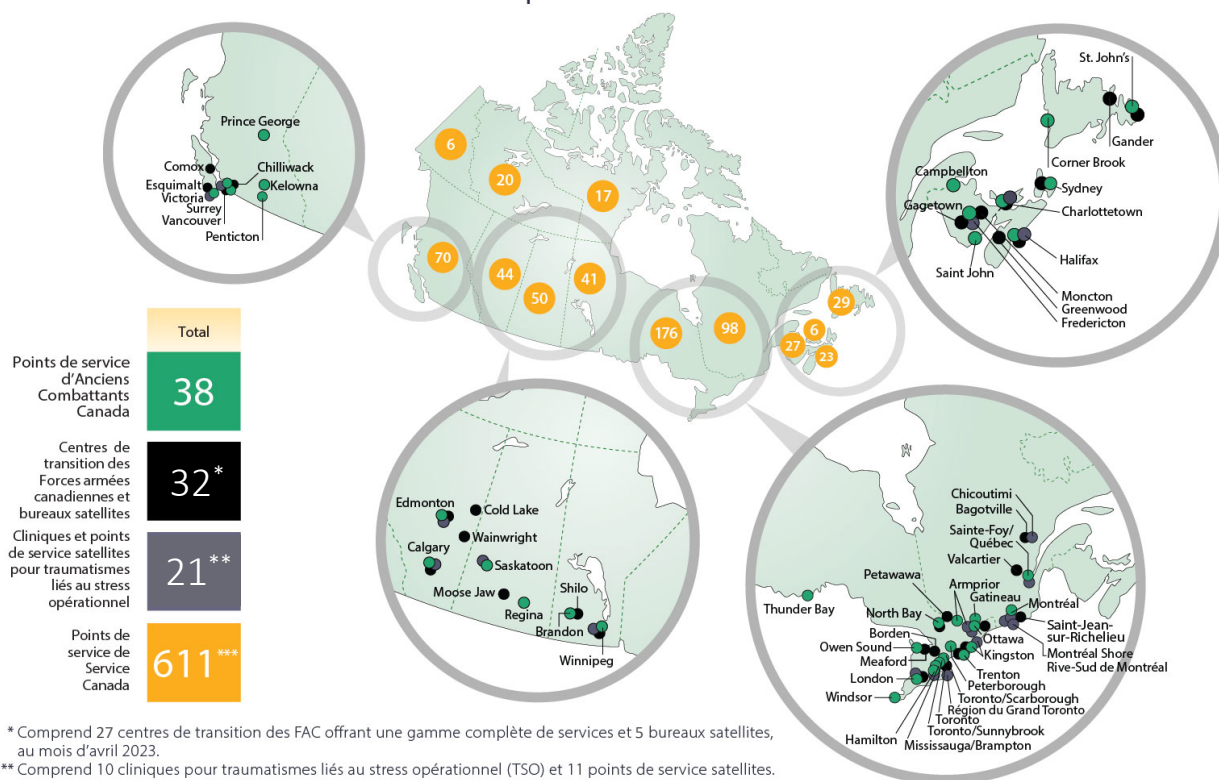 Prince George
Comox
Chilliwack
Esquimalt
Kelowna
Victoria
Surrey
Vancouver
Penticton
6
20
17
70
44
50
41
176
98
29
6
27
23
St. John's
Gander
Corner Brook
Campbellton
Sydney
Gagetown
Charlottetown
Halifax
Saint John
Moncton
Greenwood
Fredericton
Total
Points de service
d'Anciens
Combattants
Canada
38
Centres de
transition des
Forces armées
canadiennes et
bureaux satellites
32*
Cliniques et points
de service satellites
pour traumatismes
liés au stress
opérationnel
21**
Points de
service de
Service
Canada
611***
Edmonton
Cold Lake
Wainwright
Calgary
Saskatoon
Moose Jaw
Shilo
Regina
Brandon
Winnipeg
Chicoutimi
Bagotville
Sainte-Foy/
Québec
Valcartier
Petawawa
Armprior
Gatineau
Thunder Bay
Montréal
North Bay
Saint-Jean-
sur-Richelieu
Borden
Ottawa
Owen Sound
Kingston
Montréal Shore
Meaford
Rive-Sud de Montréal
Trenton
London
Peterborough
Toronto/Scarborough
Windsor
Région du Grand Toronto
Toronto
Toronto/Sunnybrook
Hamilton
Mississauga/Brampton
* Comprend 27 centres de transition des FAC offrant une gamme complète de services et 5 bureaux satellites,
au mois d'avril 2023.
** Comprend 10 cliniques pour traumatismes liés au stress opérationnel (TSO) et 11 points de service satellites.